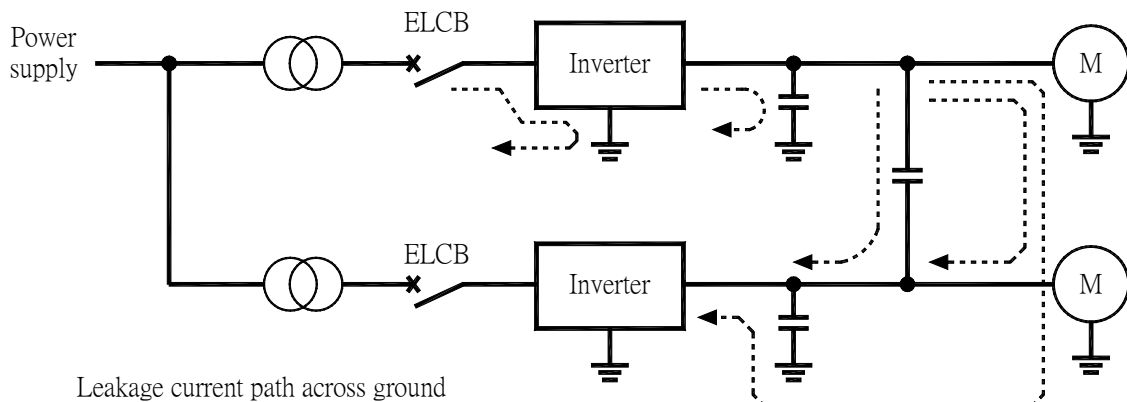 ELCB
Power
supply
Inverter
M
ELCB
Inverter
M
Leakage current path across ground